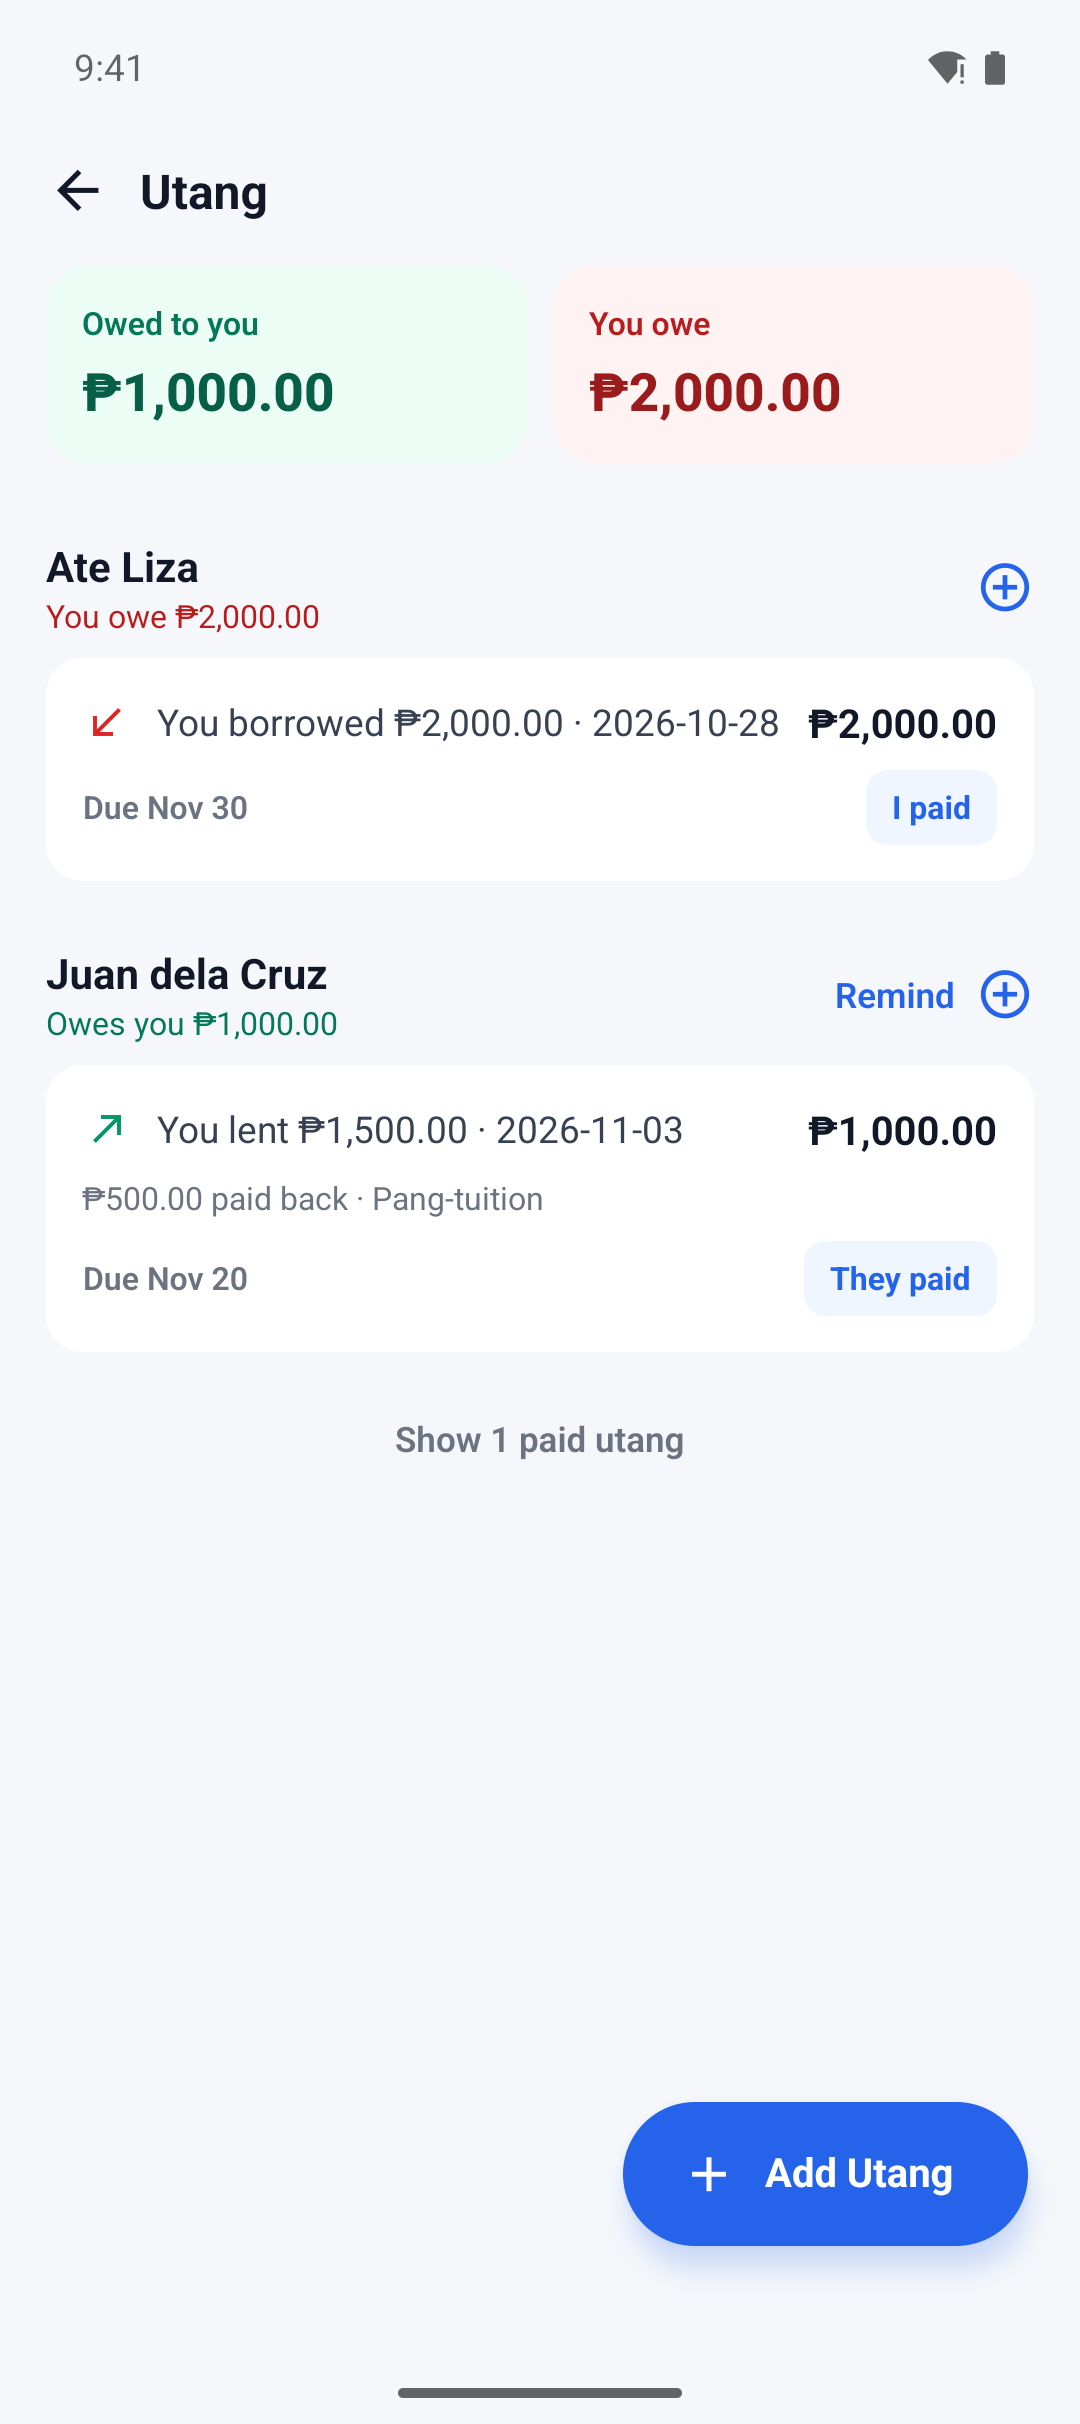 9:41
Utang
Owed to you
₱1,000.00
You owe
₱2,000.00
Ate Liza
You owe ₱2,000.00
You borrowed ₱2,000.00 · 2026-10-28 ₱2,000.00
Due Nov 30
I paid
Juan dela Cruz
Owes you ₱1,000.00
Remind
You lent ₱1,500.00 · 2026-11-03 ₱1,000.00
₱500.00 paid back · Pang-tuition
Due Nov 20
They paid
Show 1 paid utang
Add Utang